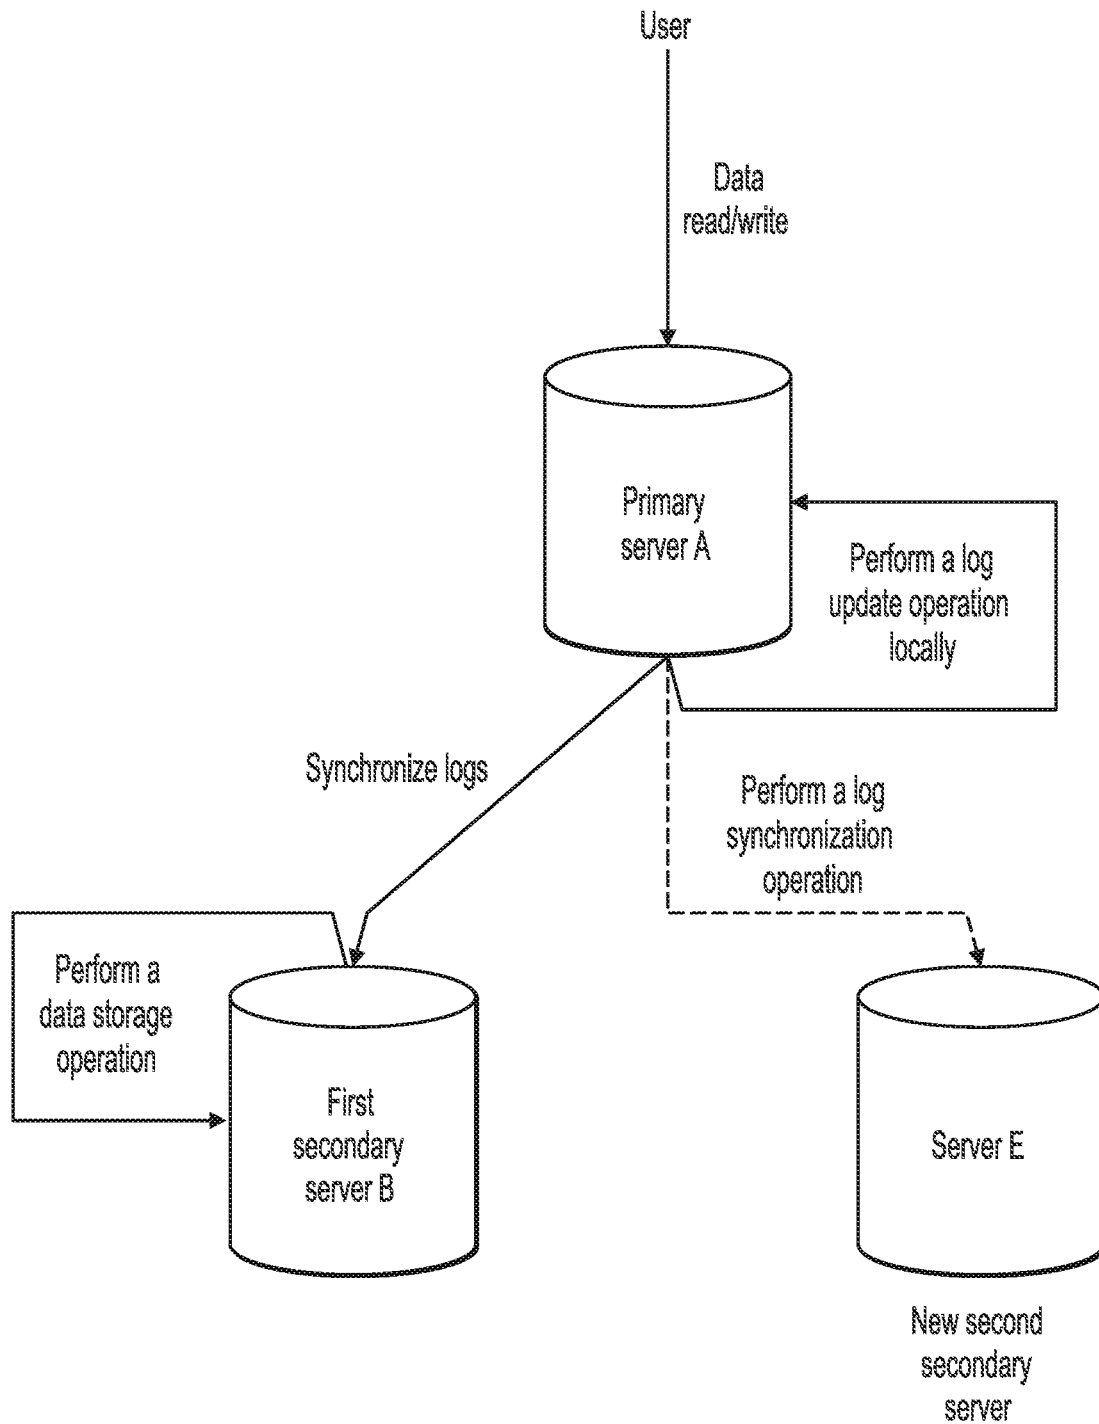 User
Data
read/write
Primary
server A
Perform a log
update operation
locally
Synchronize logs
Perform a log
synchronization
operation
Perform a
data storage
operation
First
secondary
server B
Server E
New second
secondary
server